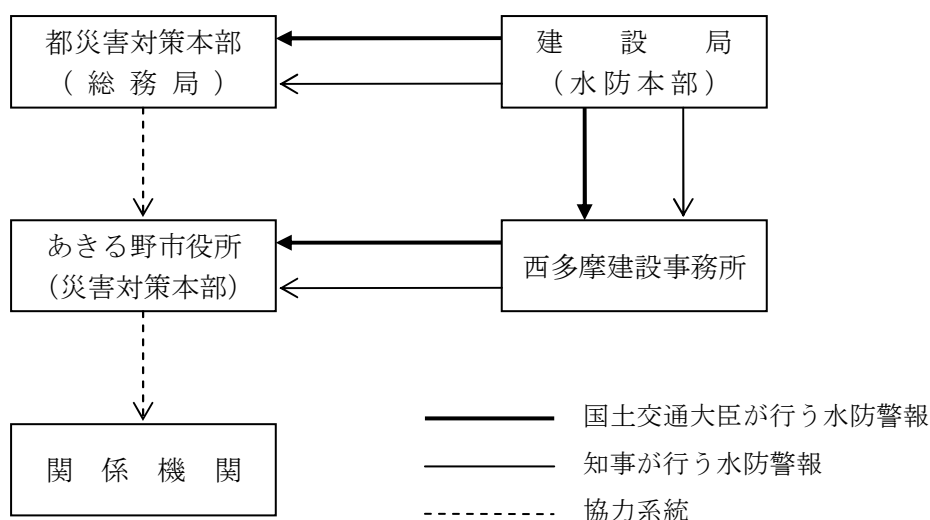 都災害対策本部
（総務局）
建設局
（水防本部）
あきる野市役所
（災害対策本部）
西多摩建設事務所
関係機関
国土交通大臣が行う水防警報
知事が行う水防警報
協力系統